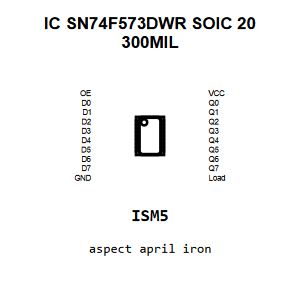 IC SN74F573DWR SOIC 20
300MIL
OE VCC
D0 Q0
D1 Q1
D2 Q2
D3 Q3
D4 Q4
D5 Q5
D6 Q6
D7 Q7
GND Load
ISM5
aspect april iron